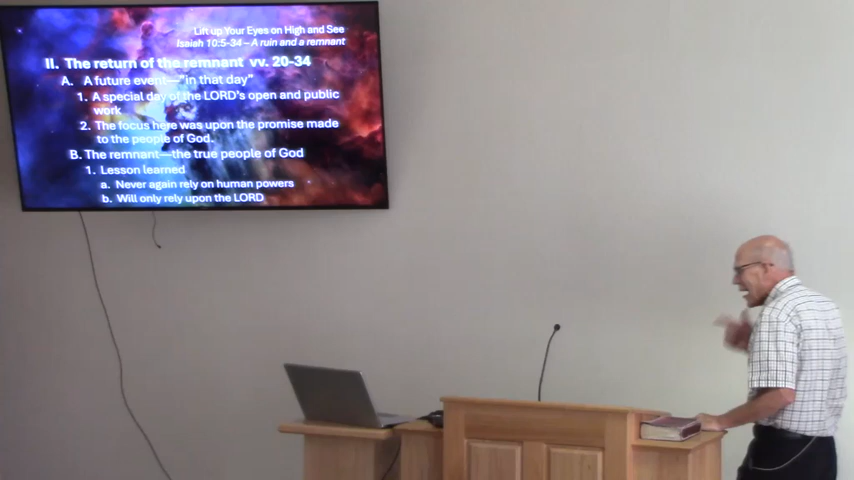 Lift up Your Eyes on High and See
Isaiah 10:5-34 – A ruin and a remnant
II. The return of the remnant vv. 20-34
A. A future event—"in that day"
1. A special day of the LORD's open and public
work
2. The focus here was upon the promise made
to the people of God.
B. The remnant—the true people of God
1. Lesson learned
a. Never again rely on human powers
b. Will only rely upon the LORD